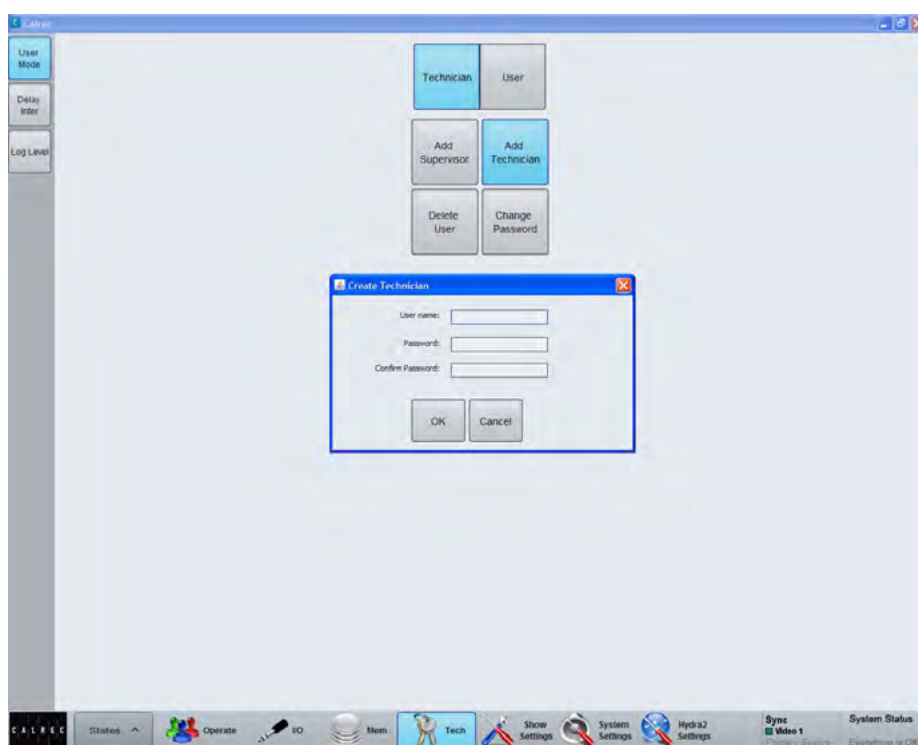 Calrec
User
Mode
Delay
Inter
Log Level
Technician
User
Add
Supervisor
Add
Technician
Delete
User
Change
Password
Create Technician
User name:
Password:
Confirm Password:
OK
Cancel
CALREC
States
Operate
I/O
Mem
Tech
Show
Settings
System
Settings
Hydra2
Settings
Sync
Video 1
System Status